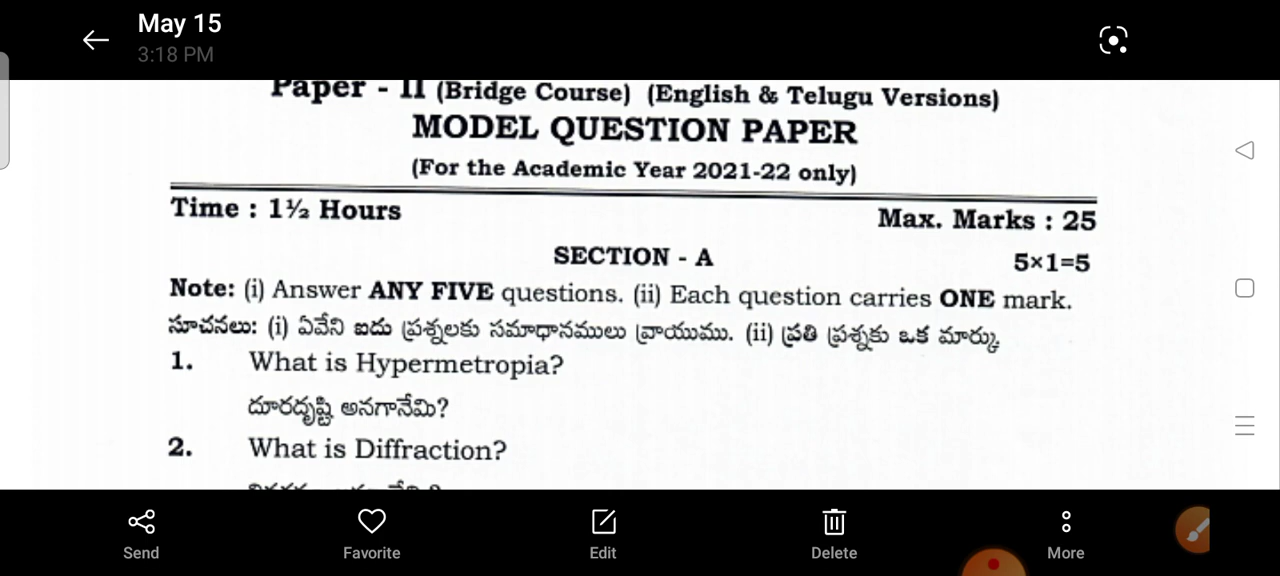 May 15
3:18 PM
Paper - II (Bridge Course) (English & Telugu Versions)
MODEL QUESTION PAPER
(For the Academic Year 2021-22 only)
Time : 1½ Hours
Max. Marks : 25
SECTION - A
5×1=5
Note: (i) Answer ANY FIVE questions. (ii) Each question carries ONE mark.
సూచనలు: (i) ఏవేని ఐదు ప్రశ్నలకు సమాధానములు వ్రాయుము. (ii) ప్రతి ప్రశ్నకు ఒక మార్కు
1. What is Hypermetropia?
దూరదృష్టి అనగానేమి?
2. What is Diffraction?
Send
Favorite
Edit
Delete
More